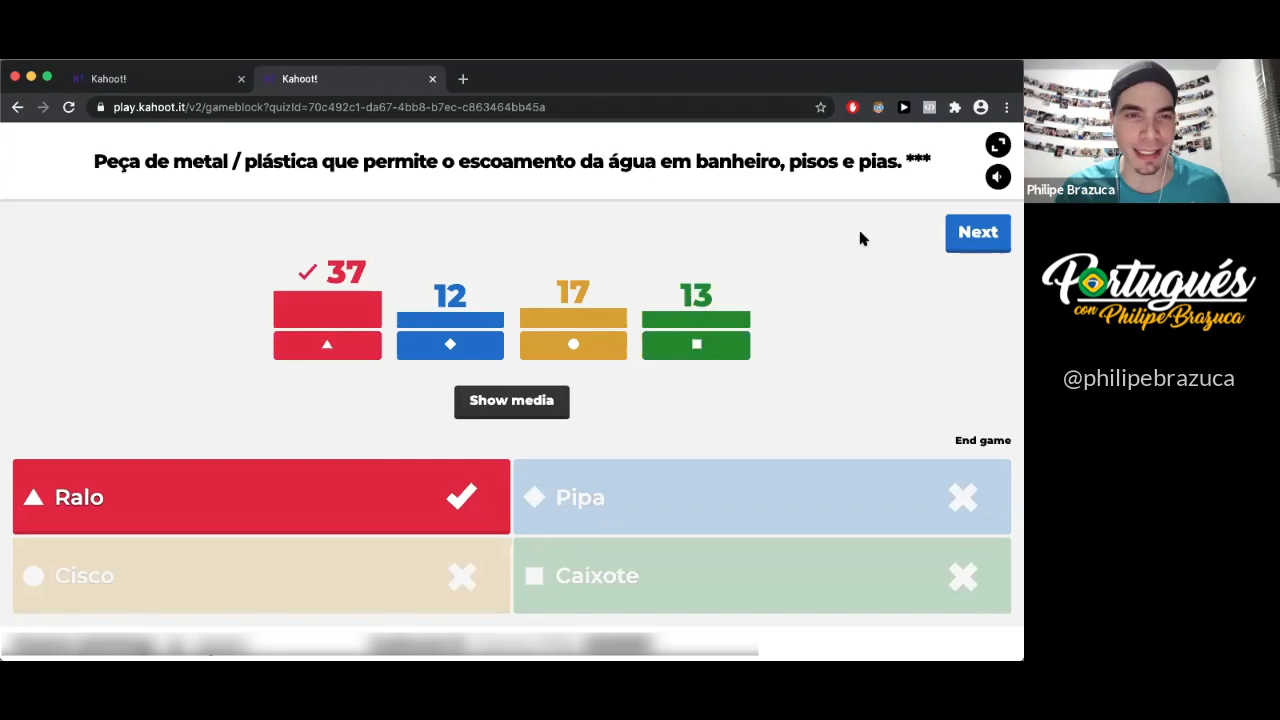 Kahoot!
Kahoot!
play.kahoot.it/v2/gameblock?quizId=70c492c1-da67-4bb8-b7ec-c863464bb45a
Peça de metal / plástica que permite o escoamento da água em banheiro, pisos e pias. ***
Philipe Brazuca
Next
37
12
17
13
Show media
End game
Ralo
Pipa
Cisco
Caixote
Portugués
con Philipe Brazuca
@philipebrazuca